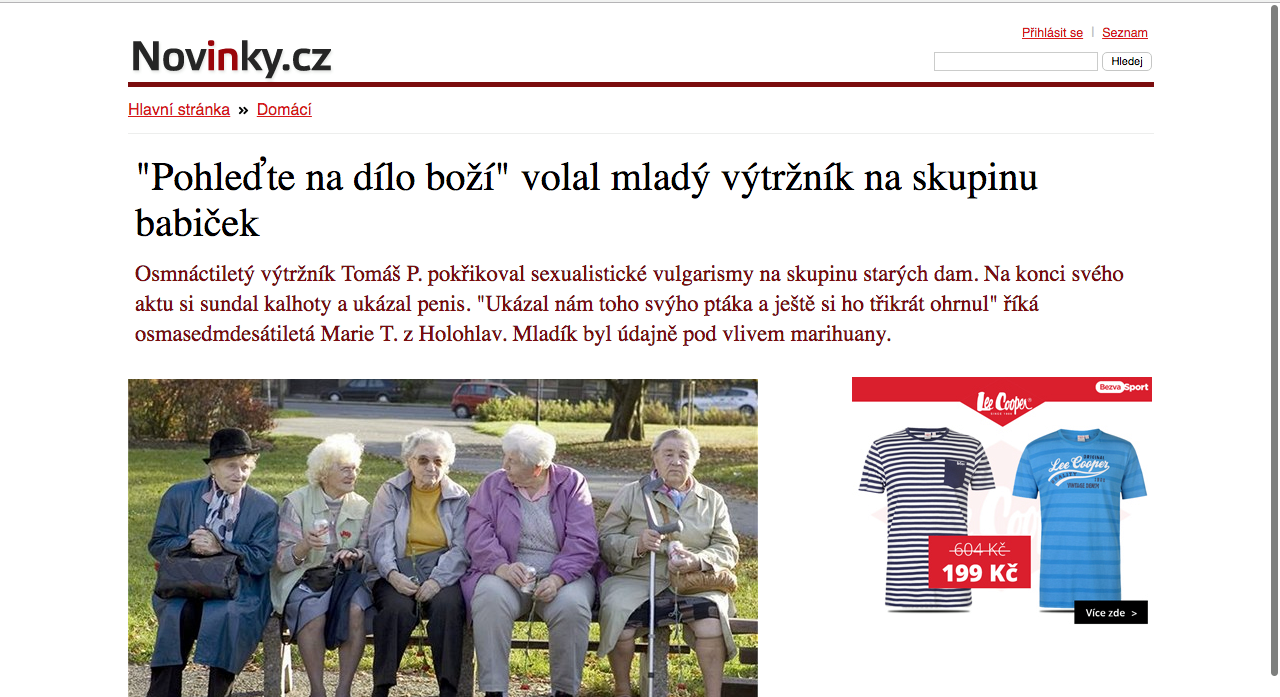 Přihlásit se | Seznam
Novinky.cz
Hledej
Hlavní stránka » Domácí
"Pohleďte na dílo boží" volal mladý výtržník na skupinu
babiček
Osmnáctiletý výtržník Tomáš P. pokřikoval sexualistické vulgarismy na skupinu starých dam. Na konci svého
aktu si sundal kalhoty a ukázal penis. "Ukázal nám toho svýho ptáka a ještě si ho třikrát ohrnul" říká
osmasedmdesátiletá Marie T. z Holohlav. Mladík byl údajně pod vlivem marihuany.
Bezva Sport
Lee Cooper
ORIGINAL
Lee Cooper
604 Kč
199 Kč
Více zde >